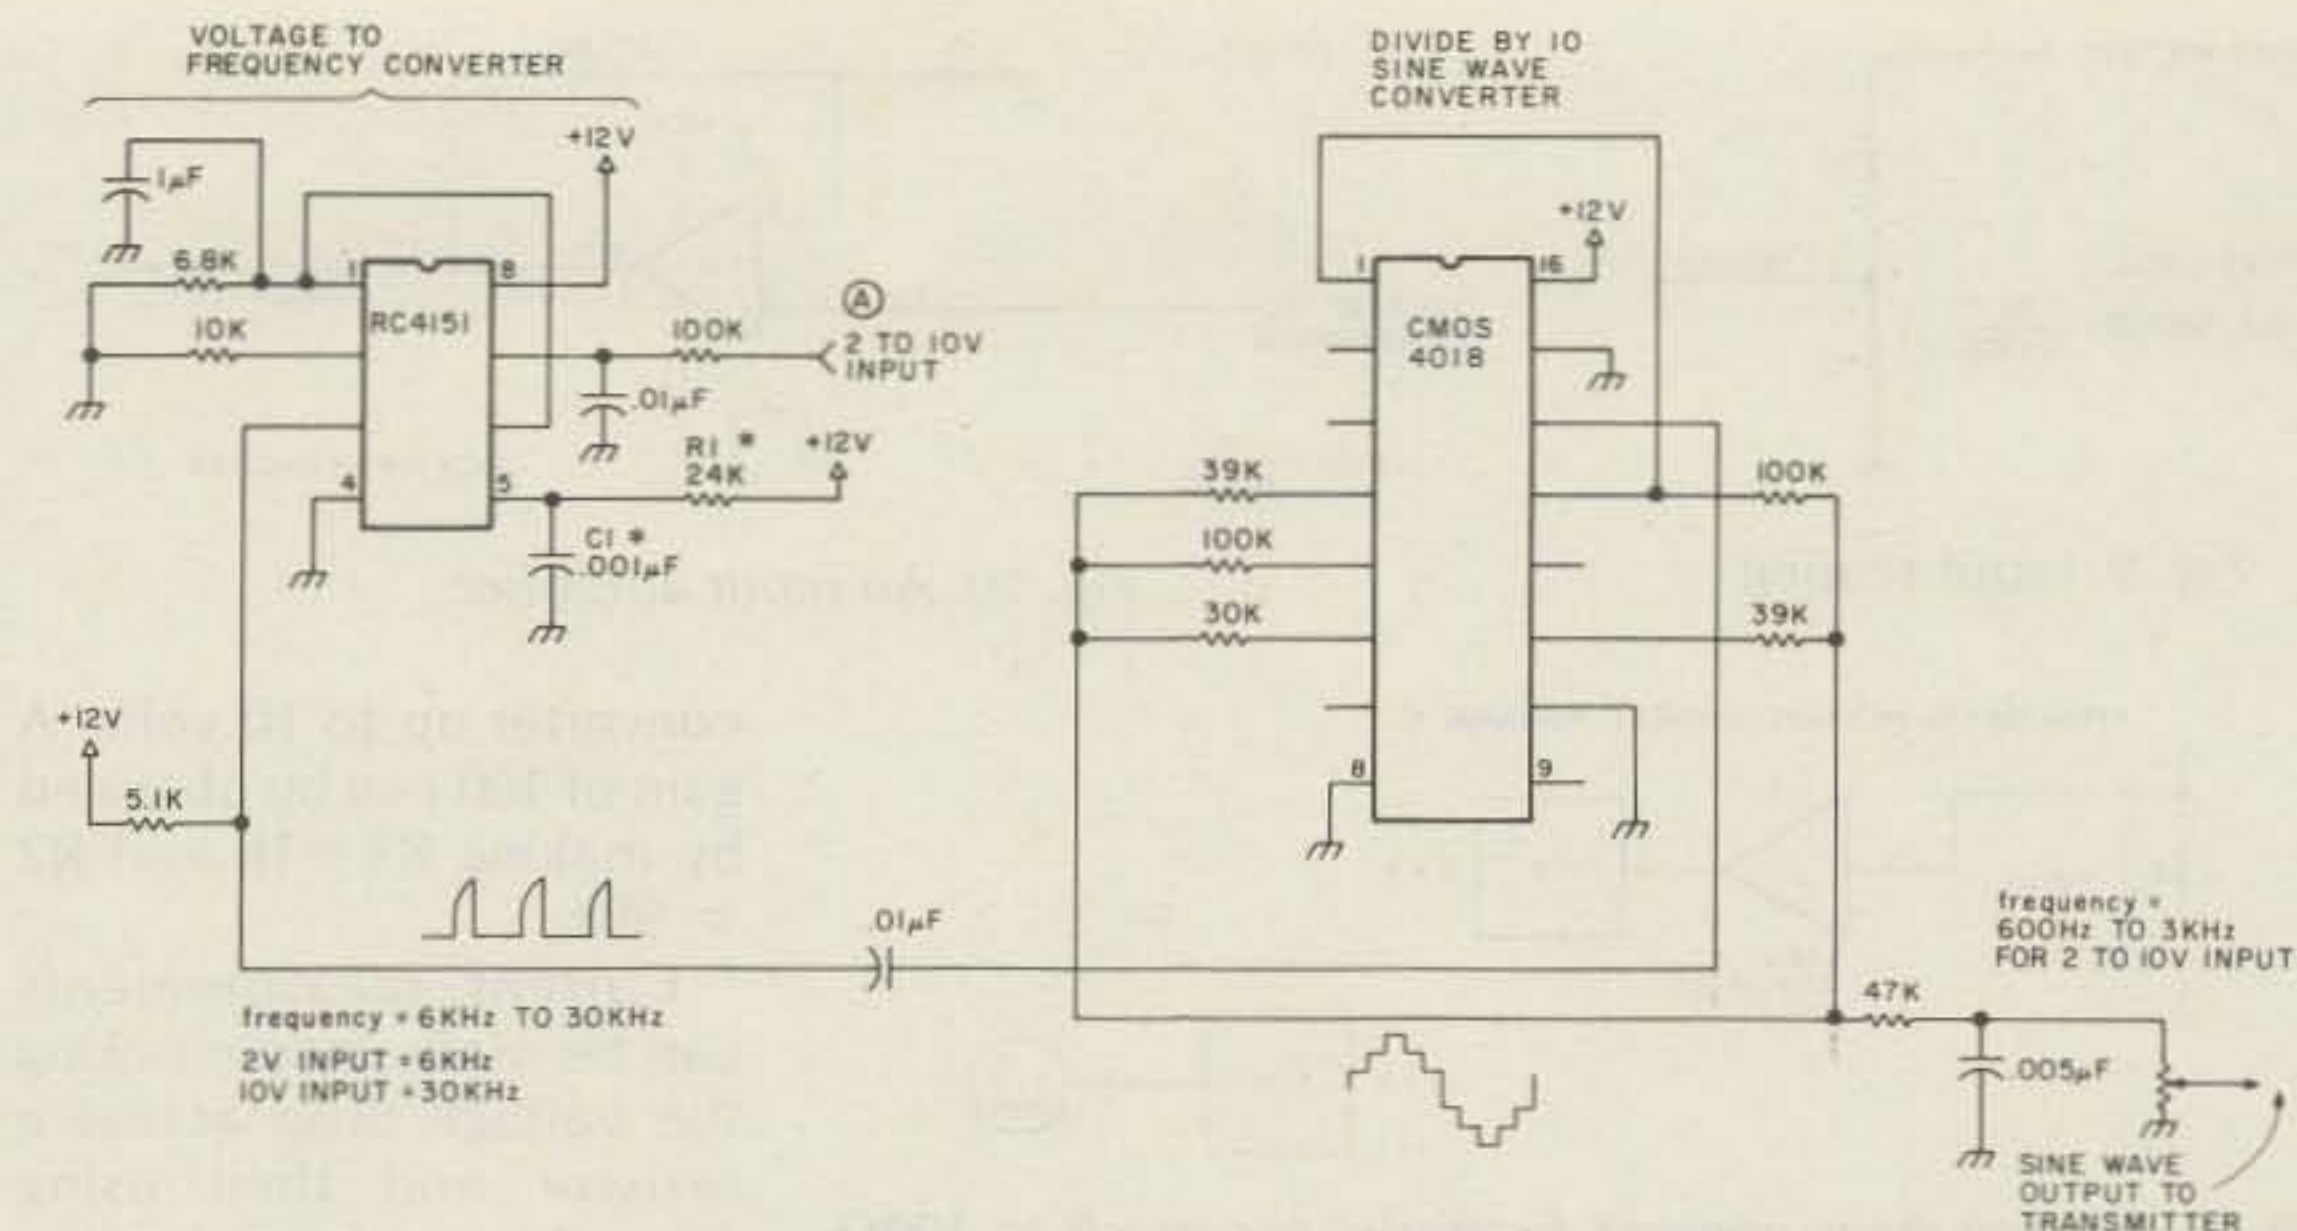 VOLTAGE TO
FREQUENCY CONVERTER
1µF
+12V
6.8K
1
8
10K
RC4151
100K
A
2 TO 10V
INPUT
.01µF
R1 *
24K
+12V
4
5
C1 *
.001µF
+12V
5.1K
.01µF
frequency = 6KHz TO 30KHz
2V INPUT = 6KHz
10V INPUT = 30KHz
DIVIDE BY 10
SINE WAVE
CONVERTER
+12V
1
16
CMOS
4018
39K
100K
100K
30K
39K
8
9
frequency =
600Hz TO 3KHz
FOR 2 TO 10V INPUT
47K
.005µF
SINE WAVE
OUTPUT TO
TRANSMITTER